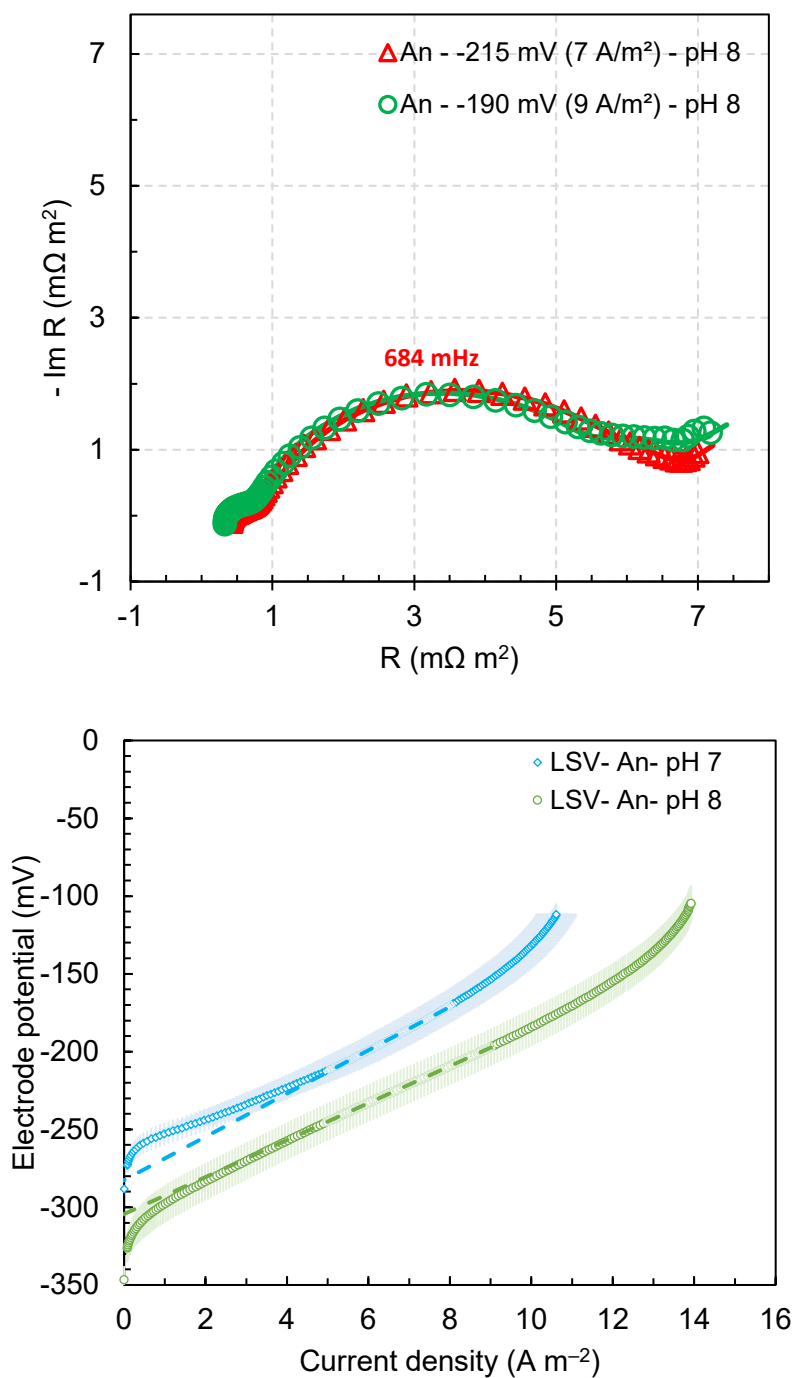 An - -215 mV (7 A/m²) - pH 8
An - -190 mV (9 A/m²) - pH 8
7
5
3
1
-1
- Im R (mΩ m²)
684 mHz
-1 1 3 5 7
R (mΩ m²)
LSV- An- pH 7
LSV- An- pH 8
0
-50
-100
-150
-200
-250
-300
-350
Electrode potential (mV)
0 2 4 6 8 10 12 14 16
Current density (A m⁻²)